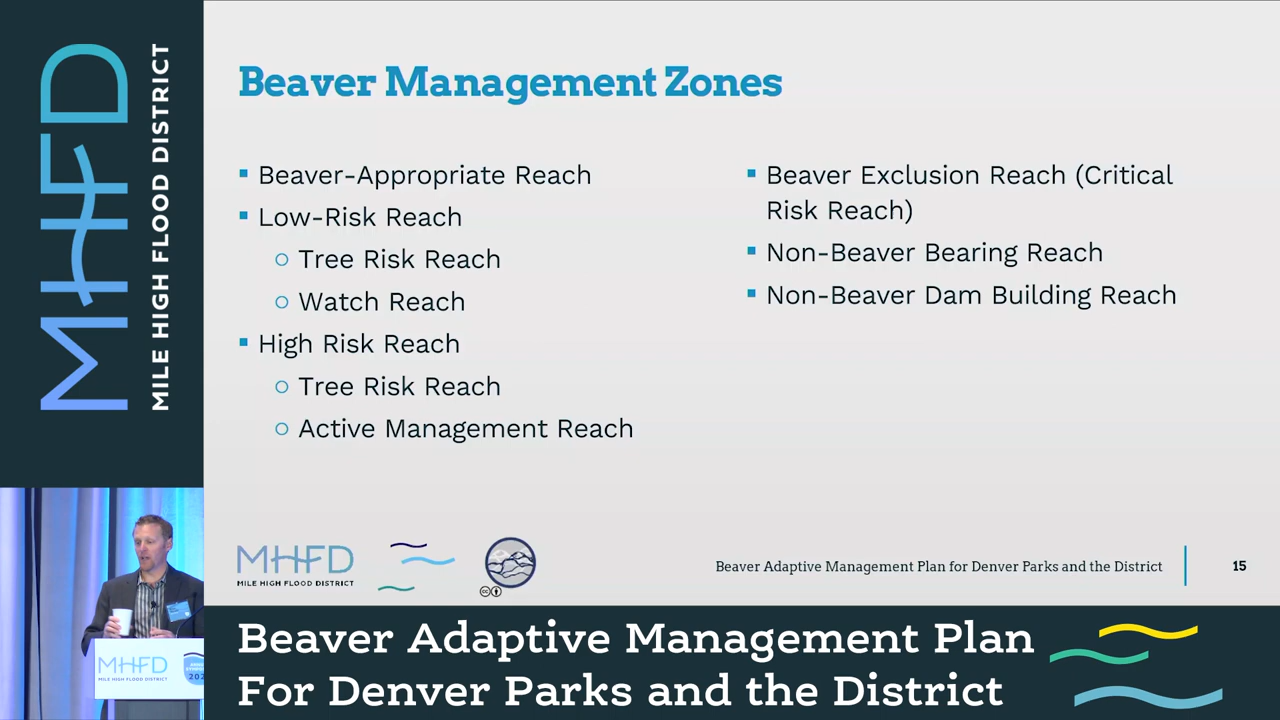 MHFD
MILE HIGH FLOOD DISTRICT
Beaver Management Zones
Beaver-Appropriate Reach
Low-Risk Reach
Tree Risk Reach
Watch Reach
High Risk Reach
Tree Risk Reach
Active Management Reach
Beaver Exclusion Reach (Critical
Risk Reach)
Non-Beaver Bearing Reach
Non-Beaver Dam Building Reach
MHFD
MILE HIGH FLOOD DISTRICT
Beaver Adaptive Management Plan for Denver Parks and the District
15
MHFD
MILE HIGH FLOOD DISTRICT
Beaver Adaptive Management Plan
For Denver Parks and the District